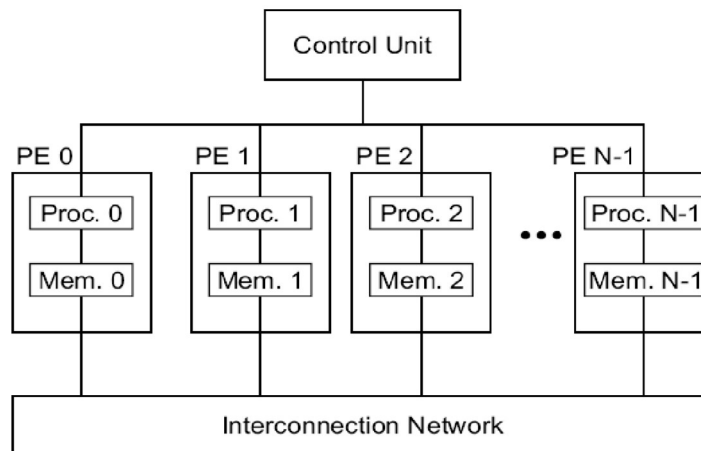 Control Unit
PE 0 PE 1 PE 2 PE N-1
Proc. 0 Proc. 1 Proc. 2 Proc. N-1
•••
Mem. 0 Mem. 1 Mem. 2 Mem. N-1
Interconnection Network